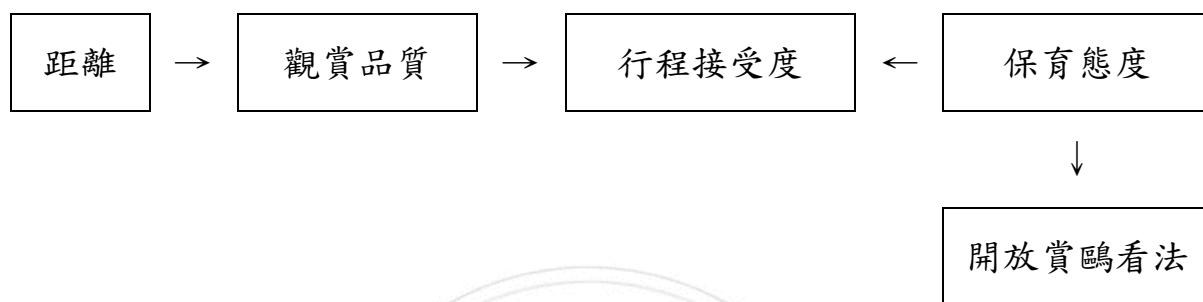 距離 → 觀賞品質 → 行程接受度 ← 保育態度
↓
開放賞鷗看法